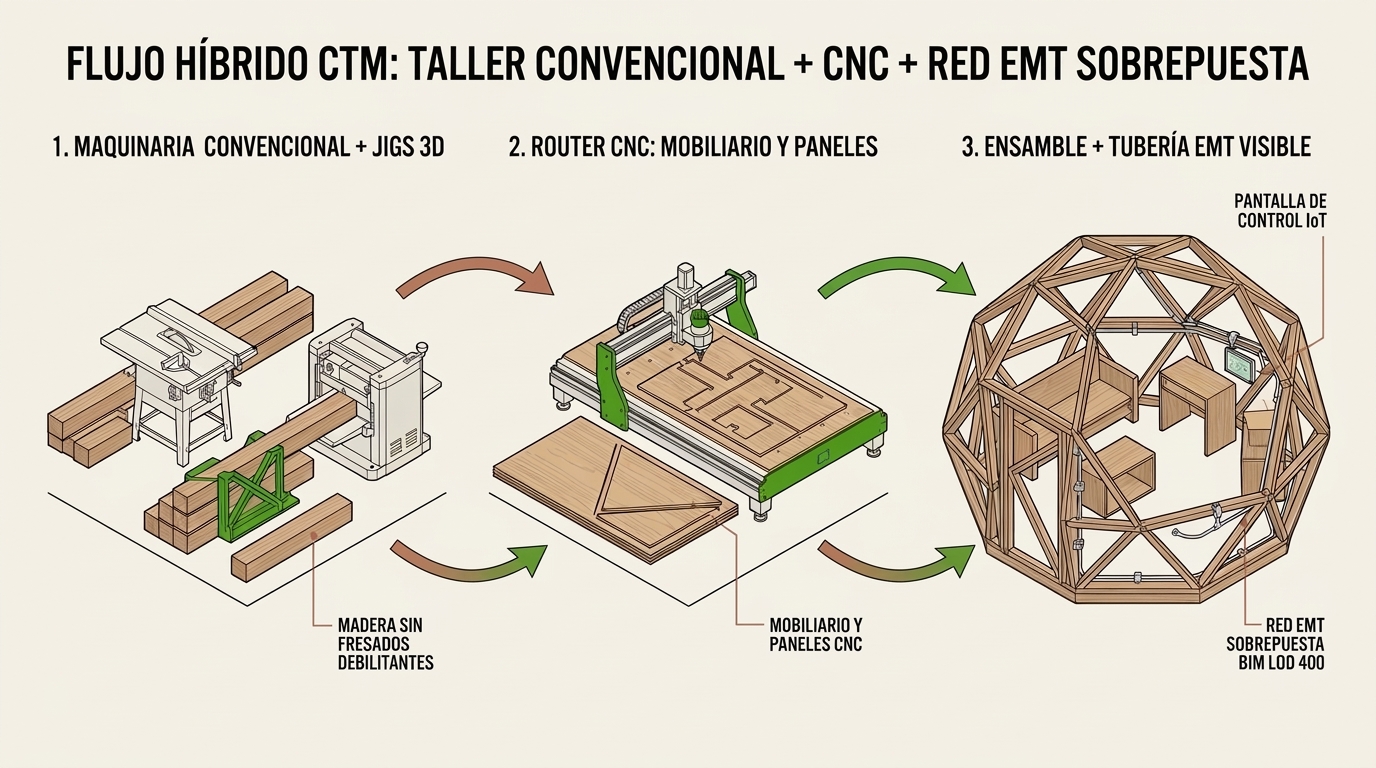 FLUJO HÍBRIDO CTM: TALLER CONVENCIONAL + CNC + RED EMT SOBREPUESTA
1. MAQUINARIA CONVENCIONAL + JIGS 3D
2. ROUTER CNC: MOBILIARIO Y PANELES
3. ENSAMBLE + TUBERÍA EMT VISIBLE
PANTALLA DE
CONTROL IoT
MADERA SIN
FRESADOS
DEBILITANTES
MOBILIARIO Y
PANELES CNC
RED EMT
SOBREPUESTA
BIM LOD 400